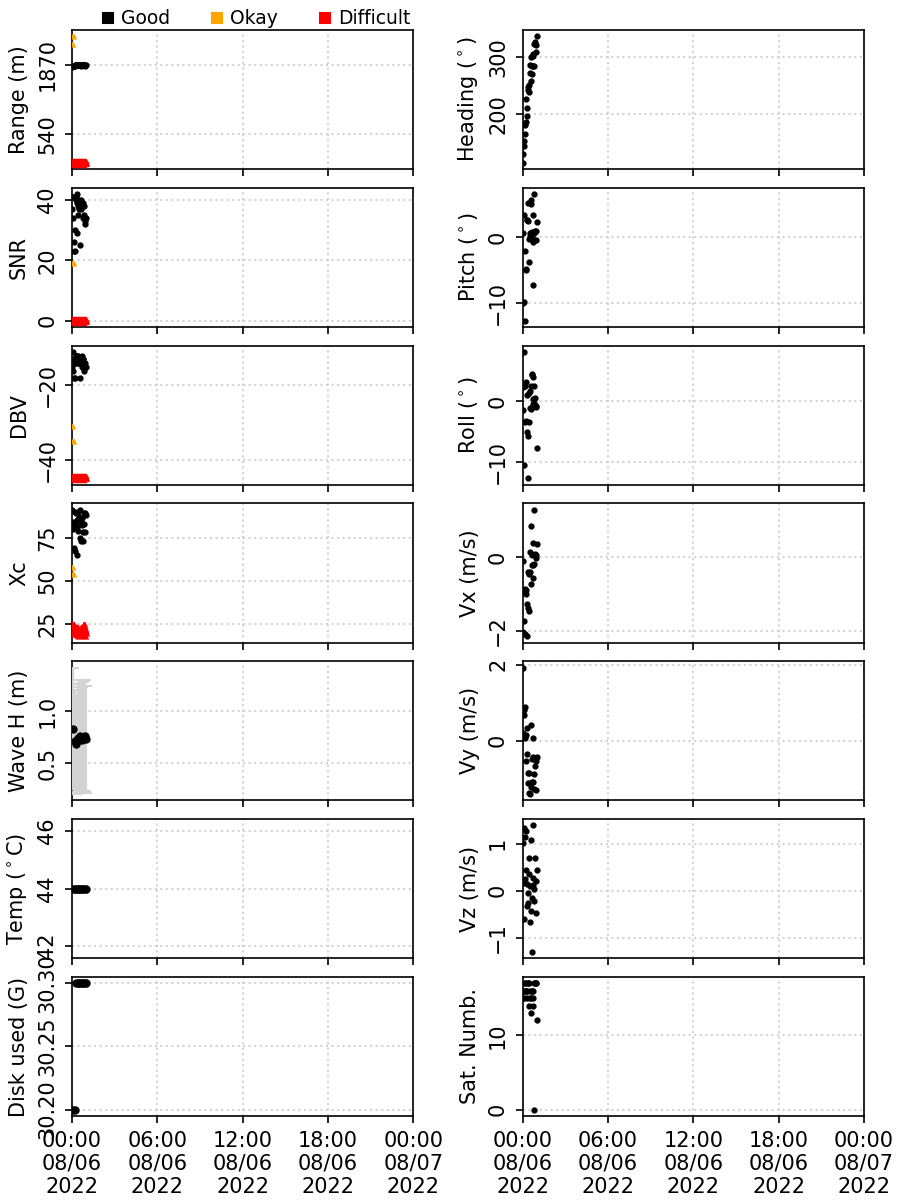 Good Okay Difficult
Range (m)
1870
540
Heading (°)
300
200
SNR
40
20
0
Pitch (°)
0
−10
DBV
−20
−40
Roll (°)
0
−10
Xc
75
50
25
Vx (m/s)
0
−2
Wave H (m)
1.0
0.5
Vy (m/s)
2
0
Temp (°C)
46
44
42
Vz (m/s)
1
0
−1
Disk used (G)
30.3
30.25
30.20
Sat. Numb.
10
0
00:00 06:00 12:00 18:00 00:00 00:00 06:00 12:00 18:00 00:00
08/06 08/06 08/06 08/06 08/07 08/06 08/06 08/06 08/06 08/07
2022 2022 2022 2022 2022 2022 2022 2022 2022 2022